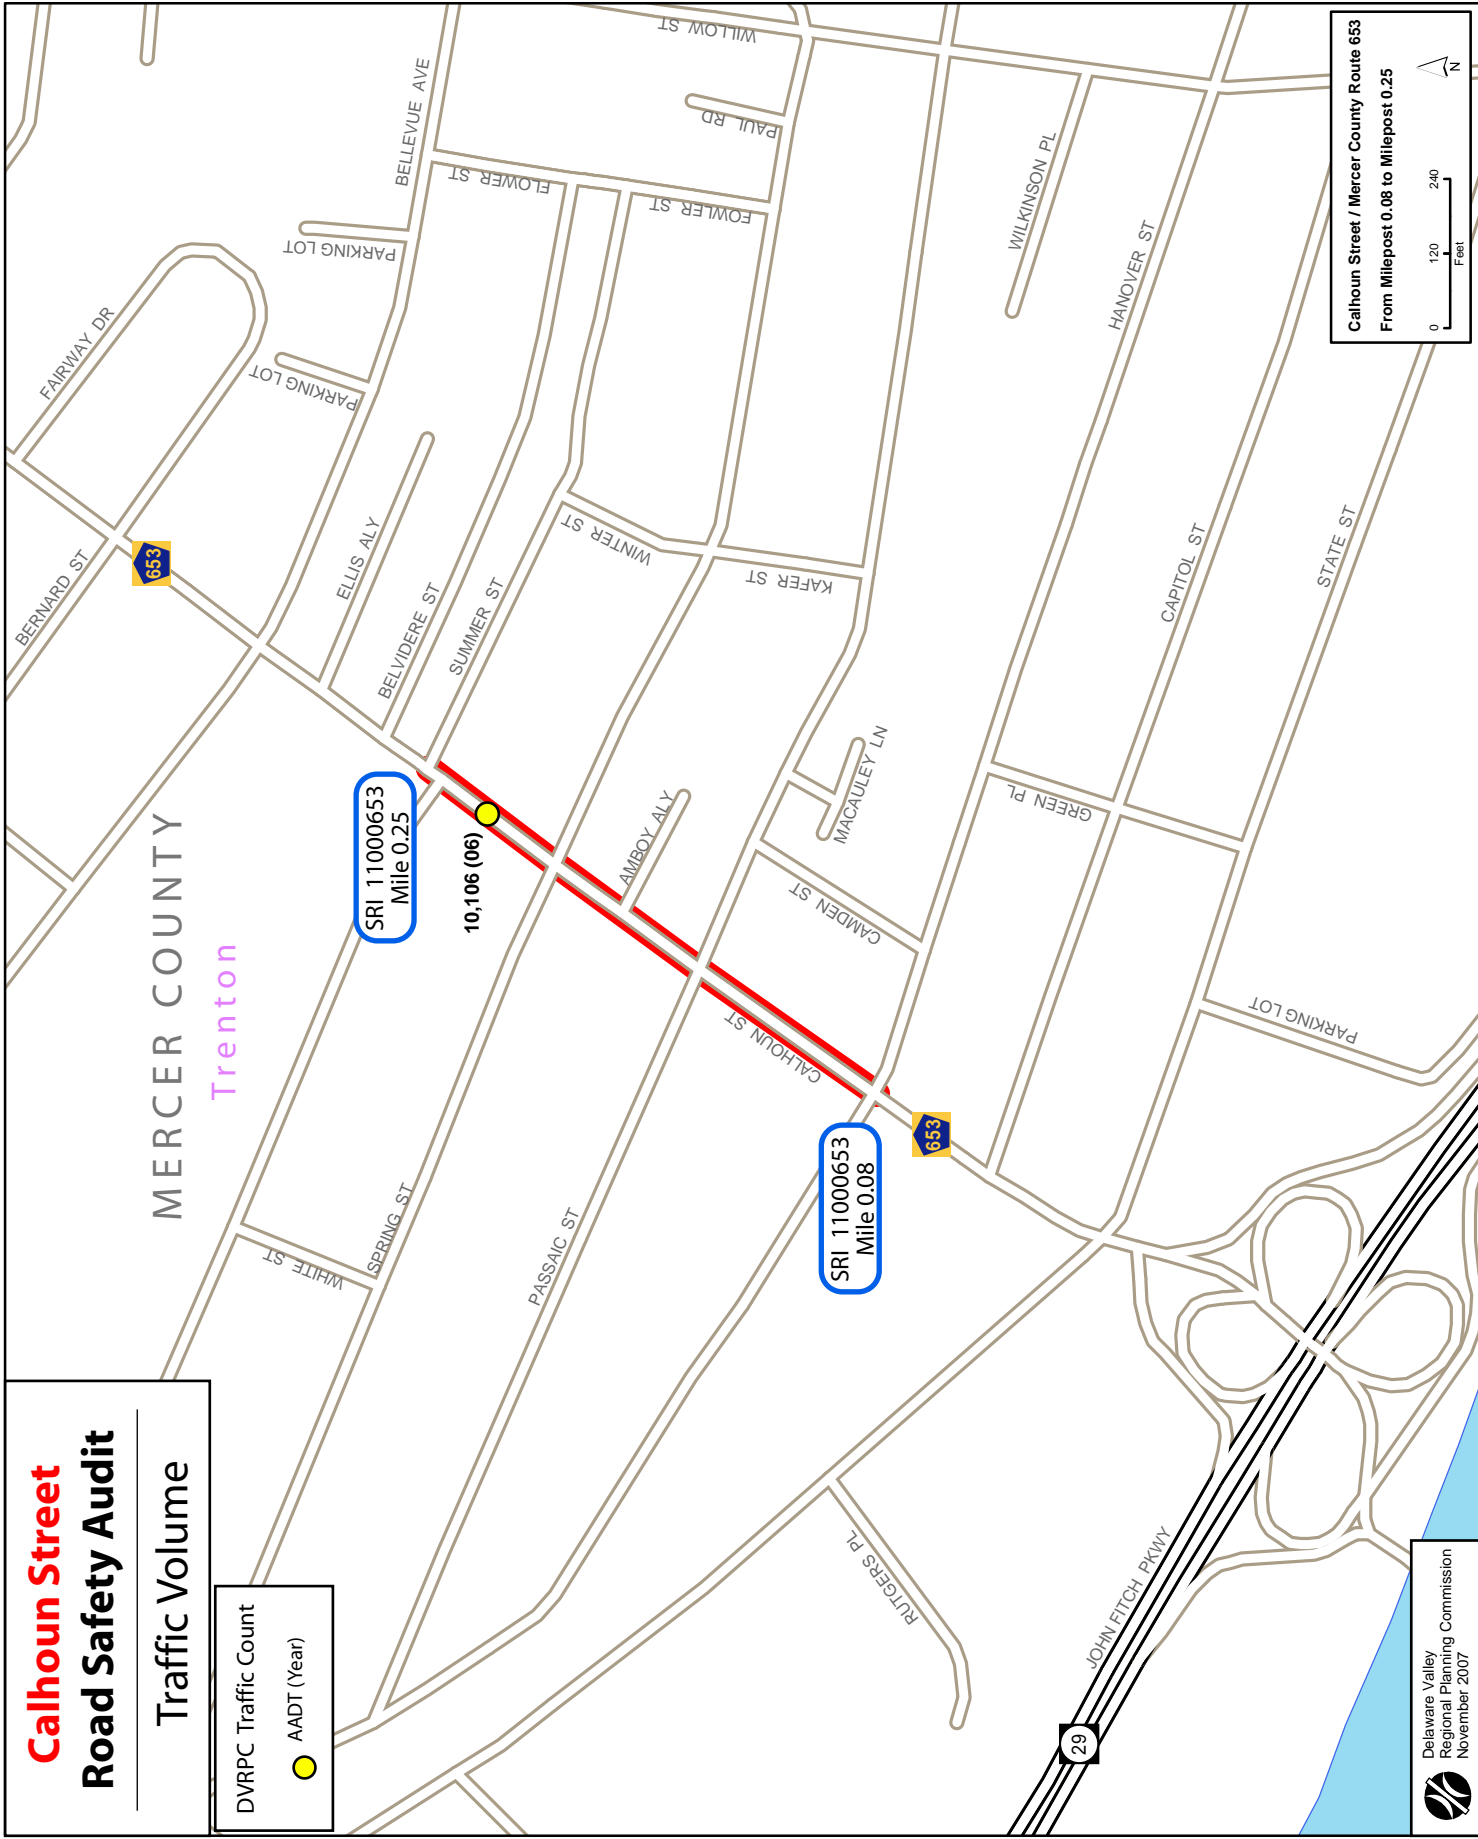 Calhoun Street
Road Safety Audit
Traffic Volume
DVRPC Traffic Count
AADT (Year)
MERCER COUNTY
Trenton
BERNARD ST
FAIRWAY DR
PARKING LOT
PARKING LOT
BELLEVUE AVE
WILLOW ST
PAUL RD
FLOWER ST
FOWLER ST
653
ELLIS ALY
BELVIDERE ST
SUMMER ST
WINTER ST
KAFER ST
WILKINSON PL
HANOVER ST
CAPITOL ST
STATE ST
SRI 11000653
Mile 0.25
10,106 (06)
AMBOY ALY
MACAULEY LN
CAMDEN ST
GREEN PL
CALHOUN ST
WHITE ST
SPRING ST
PASSAIC ST
SRI 11000653
Mile 0.08
653
PARKING LOT
RUTGERS PL
JOHN FITCH PKWY
29
Calhoun Street / Mercer County Route 653
From Milepost 0.08 to Milepost 0.25
0 120 240
Feet
N
Delaware Valley
Regional Planning Commission
November 2007